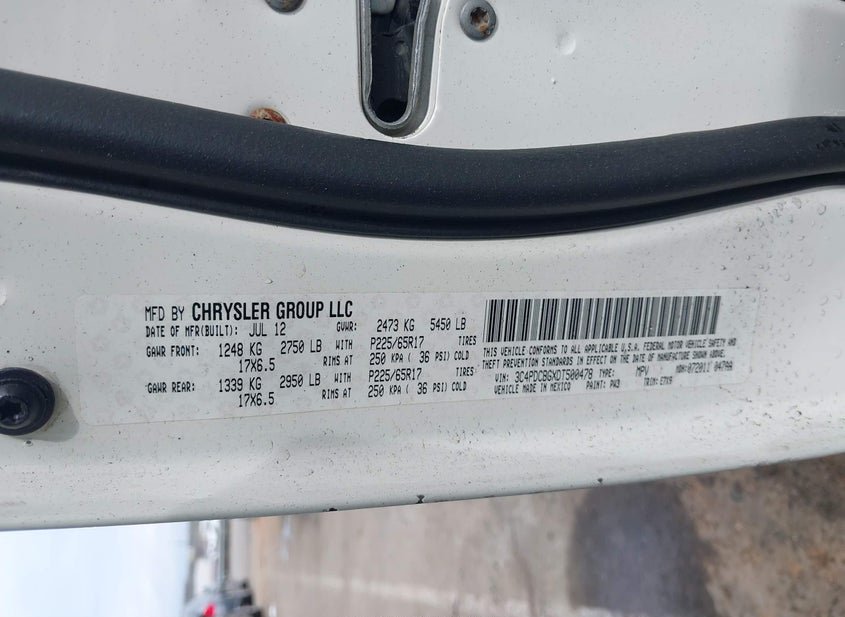 MFD BY CHRYSLER GROUP LLC
DATE OF MFR(BUILT): JUL 12 GVWR: 2473 KG 5450 LB
GAWR FRONT: 1248 KG 2750 LB WITH P225/65R17 TIRES
17X6.5 RIMS AT 250 KPA ( 36 PSI) COLD
GAWR REAR: 1339 KG 2950 LB WITH P225/65R17 TIRES
17X6.5 RIMS AT 250 KPA ( 36 PSI) COLD
THIS VEHICLE CONFORMS TO ALL APPLICABLE U.S.A. FEDERAL MOTOR VEHICLE SAFETY AND
THEFT PREVENTION STANDARDS IN EFFECT ON THE DATE OF MANUFACTURE SHOWN ABOVE.
VIN: 3C4PDCBGXDT500478 TYPE: MPV MDH: 072011
VEHICLE MADE IN MEXICO PAINT: PW3 TRIM: E7X9